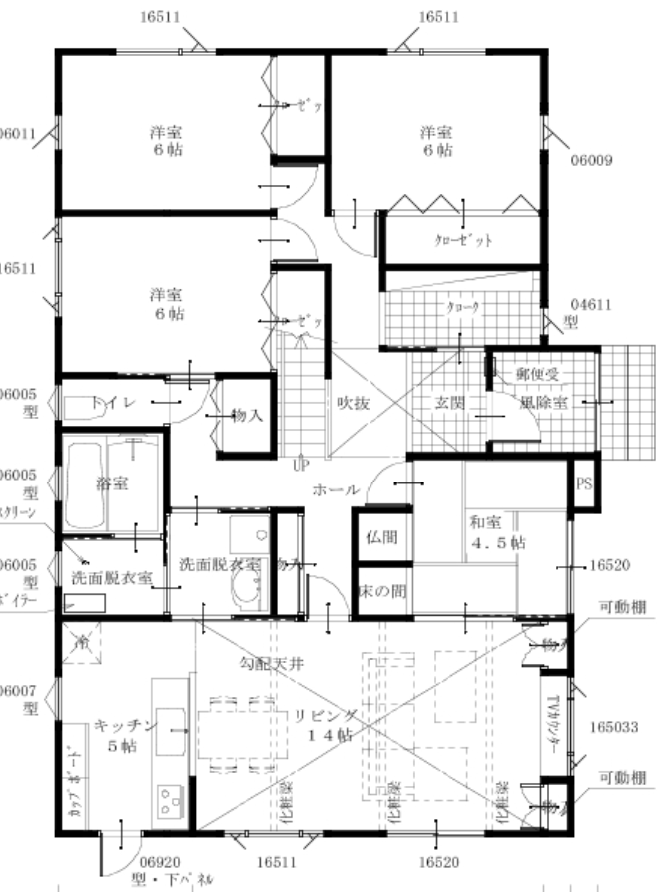 16511
16511
06011
洋室
6帖
ｾﾞｯ
洋室
6帖
06009
ｸﾛｰｾﾞｯﾄ
16511
洋室
6帖
ｾﾞｯ
ｸﾛｰｸ
04611
型
06005
型
トイレ
物入
吹抜
玄関
郵便受
風除室
UP
06005
型
ｽｸﾘｰﾝ
浴室
ホール
和室
4.5帖
PS
仏間
06005
型
ﾎﾞｲﾗｰ
洗面脱衣室
洗面脱衣室
物入
床の間
16520
可動棚
冷
勾配天井
物入
06007
型
キッチン
5帖
リビング
14帖
TVｶｳﾝﾀｰ
165033
ｶｯﾌﾟﾎﾞｰﾄﾞ
化粧梁
化粧梁
化粧梁
可動棚
物入
06920
型・下ﾊﾟﾈﾙ
16511
16520